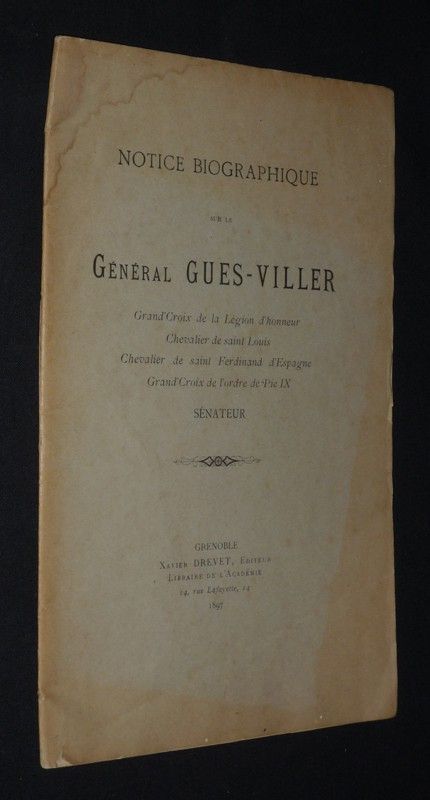 NOTICE BIOGRAPHIQUE
SUR LE
GÉNÉRAL GUES-VILLER
Grand'Croix de la Légion d'honneur
Chevalier de saint Louis
Chevalier de saint Ferdinand d'Espagne
Grand'Croix de l'ordre de Pie IX
SÉNATEUR
GRENOBLE
XAVIER DREVET, EDITEUR
LIBRAIRE DE L'ACADÉMIE
14, rue Lafayette, 14
1897